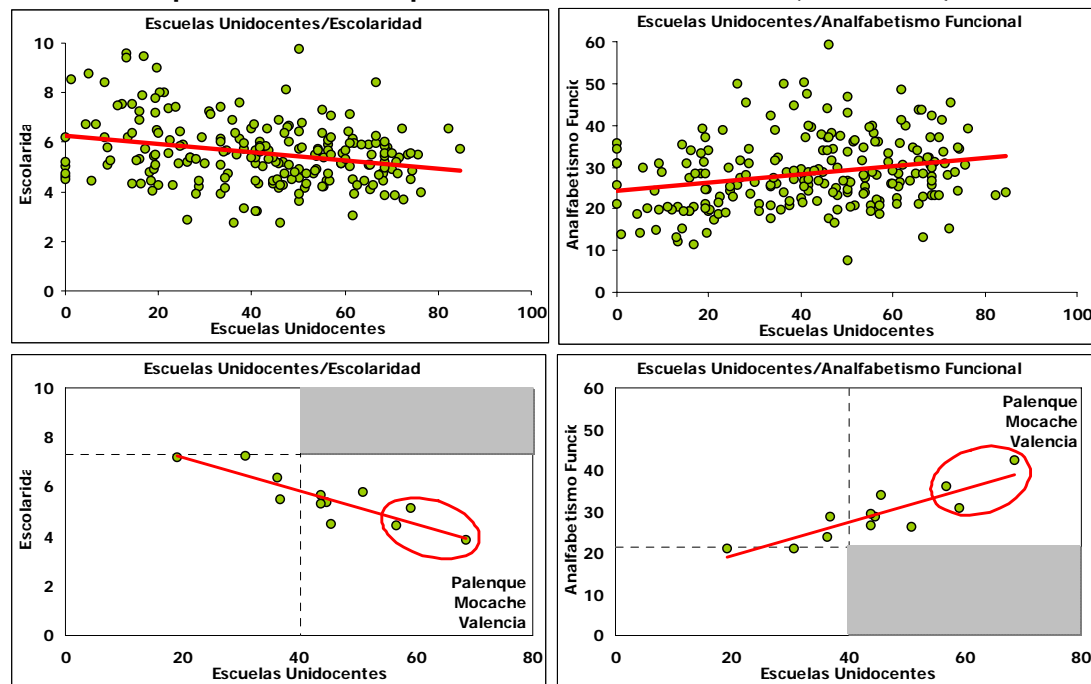 Escuelas Unidocentes/Escolaridad
10
8
6
4
2
0
Escolarida
0 20 40 60 80 100
Escuelas Unidocentes
Escuelas Unidocentes/Analfabetismo Funcional
60
50
40
30
20
10
0
Analfabetismo Funcio
0 20 40 60 80 100
Escuelas Unidocentes
Escuelas Unidocentes/Escolaridad
10
8
6
4
2
0
Escolarida
Palenque
Mocache
Valencia
0 20 40 60 80
Escuelas Unidocentes
Escuelas Unidocentes/Analfabetismo Funcional
60
50
40
30
20
10
0
Analfabetismo Funcio
Palenque
Mocache
Valencia
0 20 40 60 80
Escuelas Unidocentes